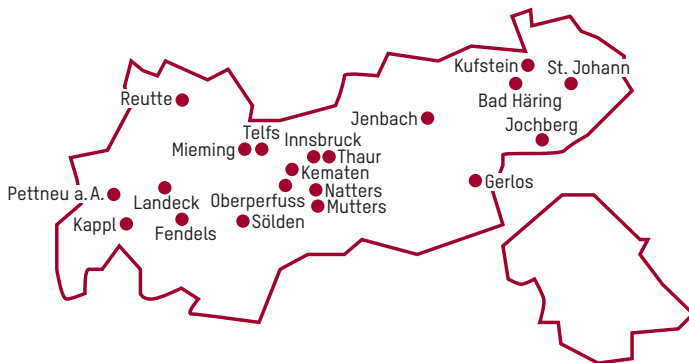 Kufstein
St. Johann
Bad Häring
Reutte
Jenbach
Jochberg
Telfs
Innsbruck
Mieming
Thaur
Kematen
Gerlos
Pettneu a. A.
Landeck
Oberperfuss
Natters
Mutters
Kappl
Fendels
Sölden